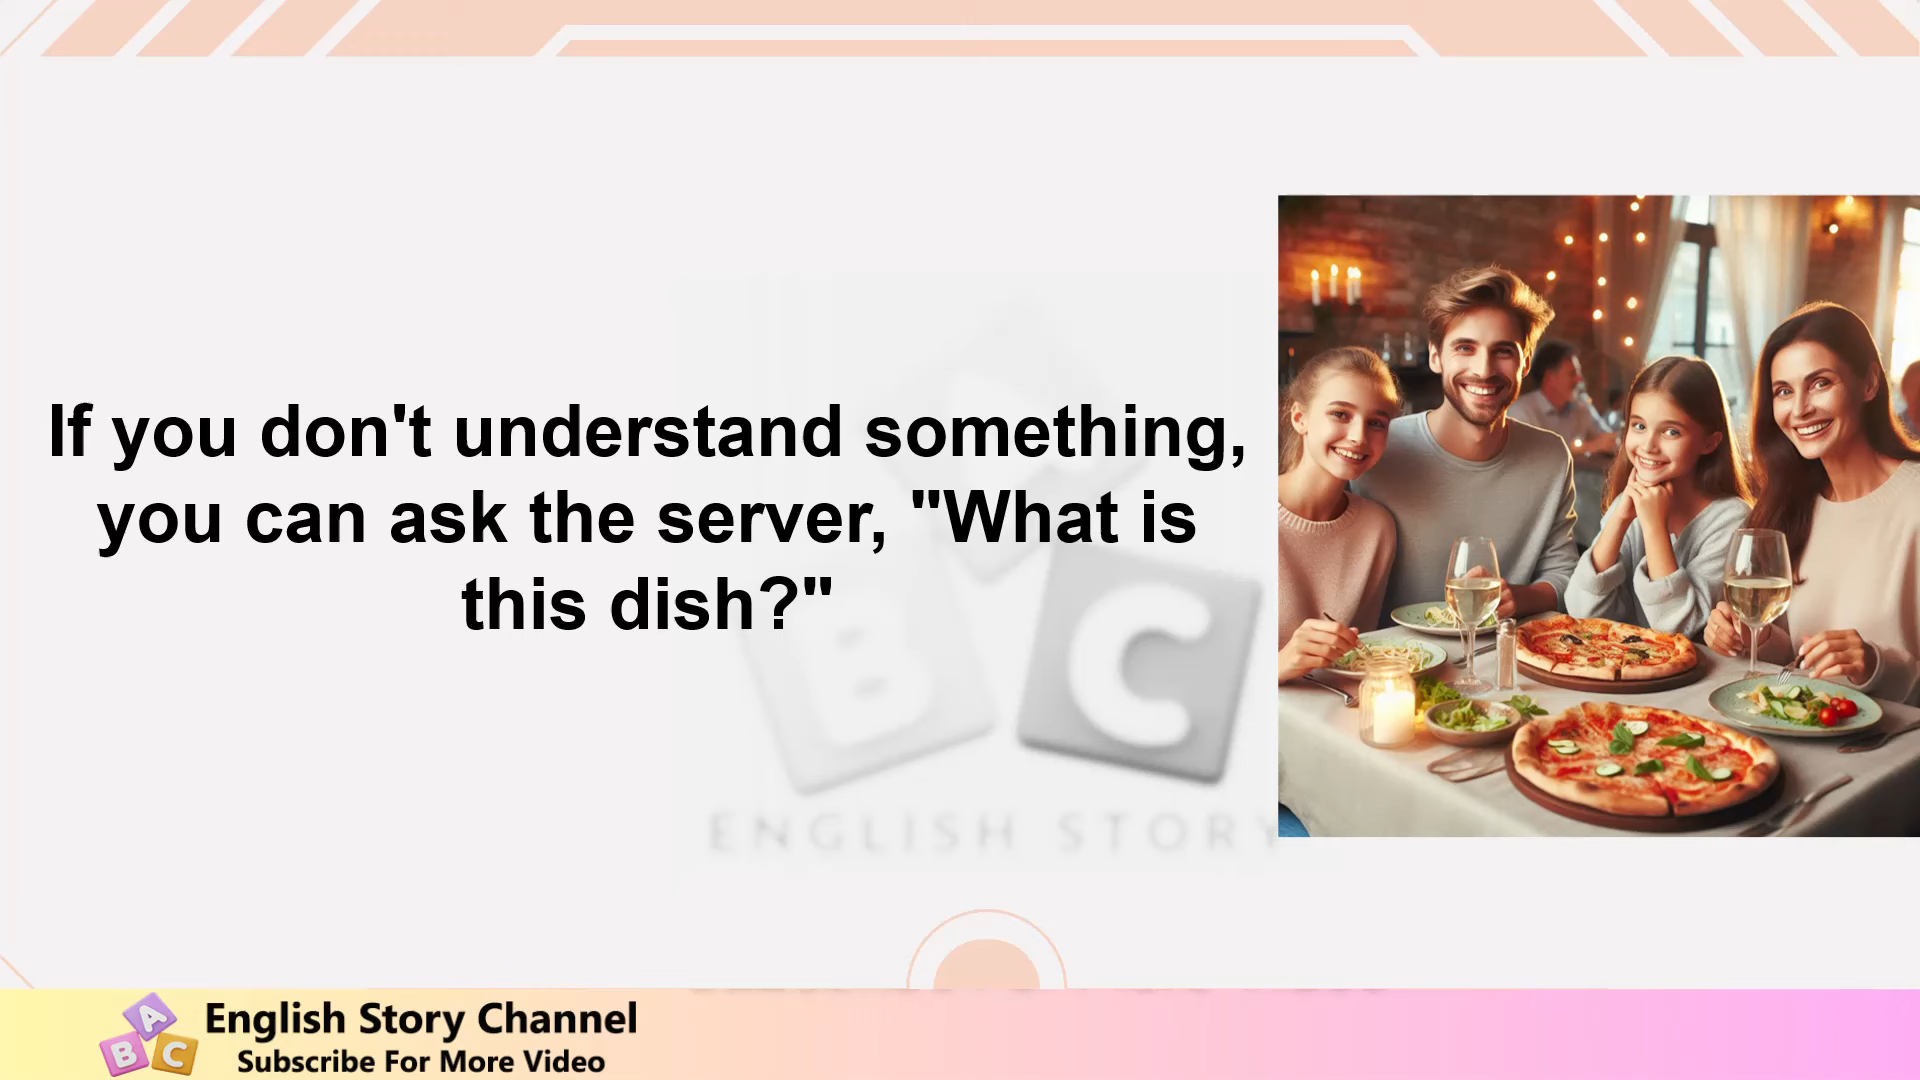 If you don't understand something,
you can ask the server, "What is
this dish?"
B C
ENGLISH STORY
A
B C
English Story Channel
Subscribe For More Video